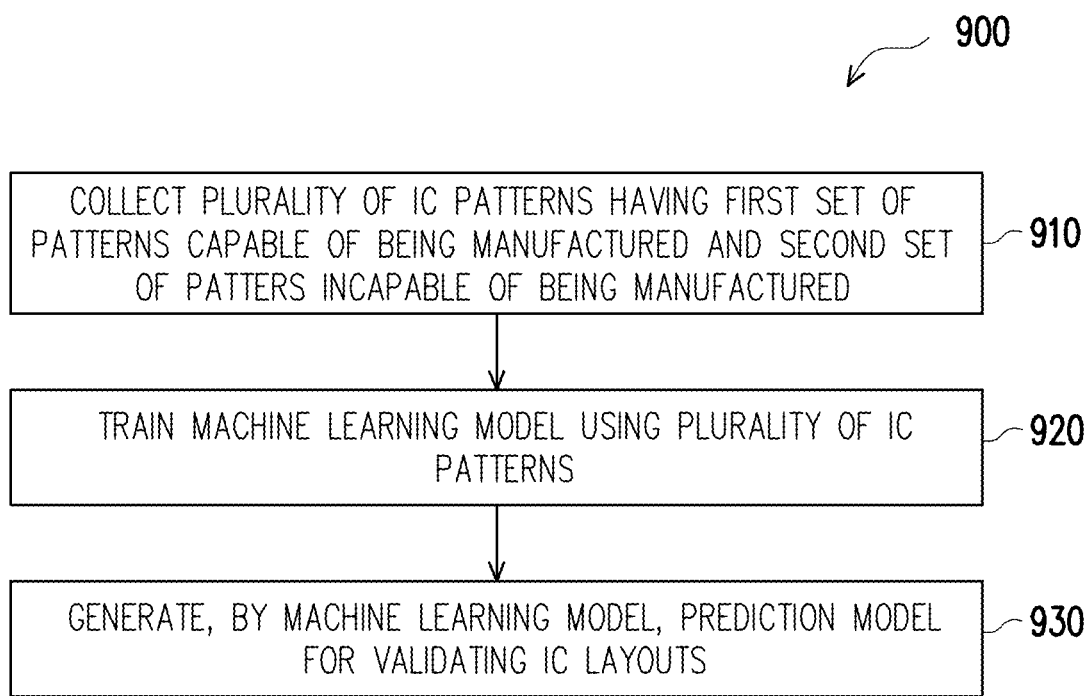 900
COLLECT PLURALITY OF IC PATTERNS HAVING FIRST SET OF
PATTERNS CAPABLE OF BEING MANUFACTURED AND SECOND SET
OF PATTERS INCAPABLE OF BEING MANUFACTURED
910
TRAIN MACHINE LEARNING MODEL USING PLURALITY OF IC
PATTERNS
920
GENERATE, BY MACHINE LEARNING MODEL, PREDICTION MODEL
FOR VALIDATING IC LAYOUTS
930